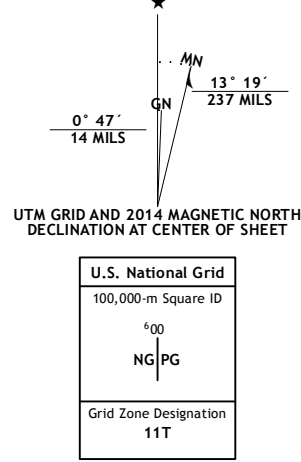 MN
GN
13° 19´
237 MILS
0° 47´
14 MILS
UTM GRID AND 2014 MAGNETIC NORTH
DECLINATION AT CENTER OF SHEET
U.S. National Grid
100,000-m Square ID
⁶00
NG PG
Grid Zone Designation
11T